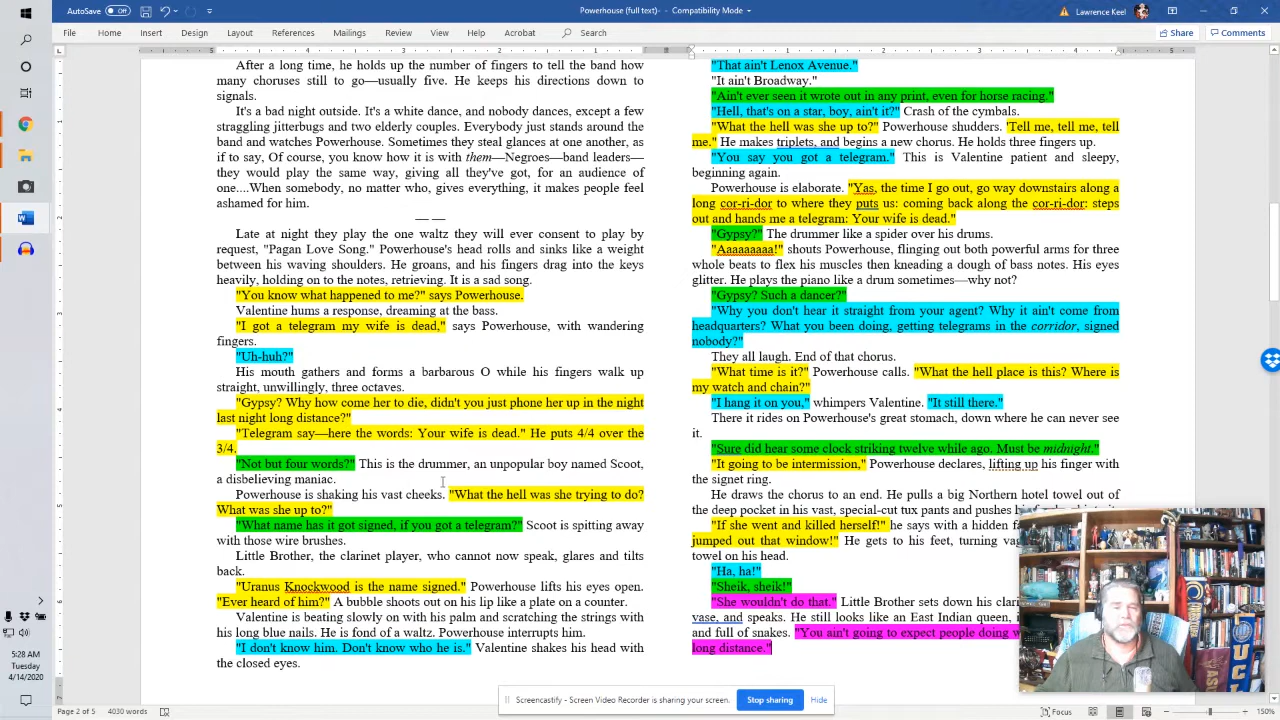 AutoSave Off
Powerhouse (full text) - Compatibility Mode
Lawrence Keel
File Home Insert Design Layout References Mailings Review View Help Acrobat Search Share Comments
After a long time, he holds up the number of fingers to tell the band how
many choruses still to go—usually five. He keeps his directions down to
signals.
It's a bad night outside. It's a white dance, and nobody dances, except a few
straggling jitterbugs and two elderly couples. Everybody just stands around the
band and watches Powerhouse. Sometimes they steal glances at one another, as
if to say, Of course, you know how it is with them—Negroes—band leaders—
they would play the same way, giving all they've got, for an audience of
one....When somebody, no matter who, gives everything, it makes people feel
ashamed for him.
— —
Late at night they play the one waltz they will ever consent to play by
request, "Pagan Love Song." Powerhouse's head rolls and sinks like a weight
between his waving shoulders. He groans, and his fingers drag into the keys
heavily, holding on to the notes, retrieving. It is a sad song.
"You know what happened to me?" says Powerhouse.
Valentine hums a response, dreaming at the bass.
"I got a telegram my wife is dead," says Powerhouse, with wandering
fingers.
"Uh-huh?"
His mouth gathers and forms a barbarous O while his fingers walk up
straight, unwillingly, three octaves.
"Gypsy? Why how come her to die, didn't you just phone her up in the night
last night long distance?"
"Telegram say—here the words: Your wife is dead." He puts 4/4 over the
3/4.
"Not but four words?" This is the drummer, an unpopular boy named Scoot,
a disbelieving maniac.
Powerhouse is shaking his vast cheeks. "What the hell was she trying to do?
What was she up to?"
"What name has it got signed, if you got a telegram?" Scoot is spitting away
with those wire brushes.
Little Brother, the clarinet player, who cannot now speak, glares and tilts
back.
"Uranus Knockwood is the name signed." Powerhouse lifts his eyes open.
"Ever heard of him?" A bubble shoots out on his lip like a plate on a counter.
Valentine is beating slowly on with his palm and scratching the strings with
his long blue nails. He is fond of a waltz. Powerhouse interrupts him.
"I don't know him. Don't know who he is." Valentine shakes his head with
the closed eyes.
"That ain't Lenox Avenue."
"It ain't Broadway."
"Ain't ever seen it wrote out in any print, even for horse racing."
"Hell, that's on a star, boy, ain't it?" Crash of the cymbals.
"What the hell was she up to?" Powerhouse shudders. 'Tell me, tell me, tell
me." He makes triplets, and begins a new chorus. He holds three fingers up.
"You say you got a telegram." This is Valentine patient and sleepy,
beginning again.
Powerhouse is elaborate. "Yas, the time I go out, go way downstairs along a
long cor-ri-dor to where they puts us: coming back along the cor-ri-dor: steps
out and hands me a telegram: Your wife is dead."
"Gypsy?" The drummer like a spider over his drums.
"Aaaaaaaaa!" shouts Powerhouse, flinging out both powerful arms for three
whole beats to flex his muscles then kneading a dough of bass notes. His eyes
glitter. He plays the piano like a drum sometimes—why not?
"Gypsy? Such a dancer?"
"Why you don't hear it straight from your agent? Why it ain't come from
headquarters? What you been doing, getting telegrams in the corridor, signed
nobody?"
They all laugh. End of that chorus.
"What time is it?" Powerhouse calls. "What the hell place is this? Where is
my watch and chain?"
"I hang it on you," whimpers Valentine. "It still there."
There it rides on Powerhouse's great stomach, down where he can never see
it.
"Sure did hear some clock striking twelve while ago. Must be midnight."
"It going to be intermission," Powerhouse declares, lifting up his finger with
the signet ring.
He draws the chorus to an end. He pulls a big Northern hotel towel out of
the deep pocket in his vast, special-cut tux pants and pushes
"If she went and killed herself!" he says with a hidden
jumped out that window!" He gets to his feet, turning
towel on his head.
"Ha, ha!"
"Sheik, sheik!"
"She wouldn't do that." Little Brother sets down his
vase, and speaks. He still looks like an East Indian queen,
and full of snakes. "You ain't going to expect people doing
long distance."
5:28 AM
Tuesday
4/14/2020
Screencastify - Screen Video Recorder is sharing your screen. Stop sharing Hide
Page 2 of 5 4030 words Focus 150%
UCF